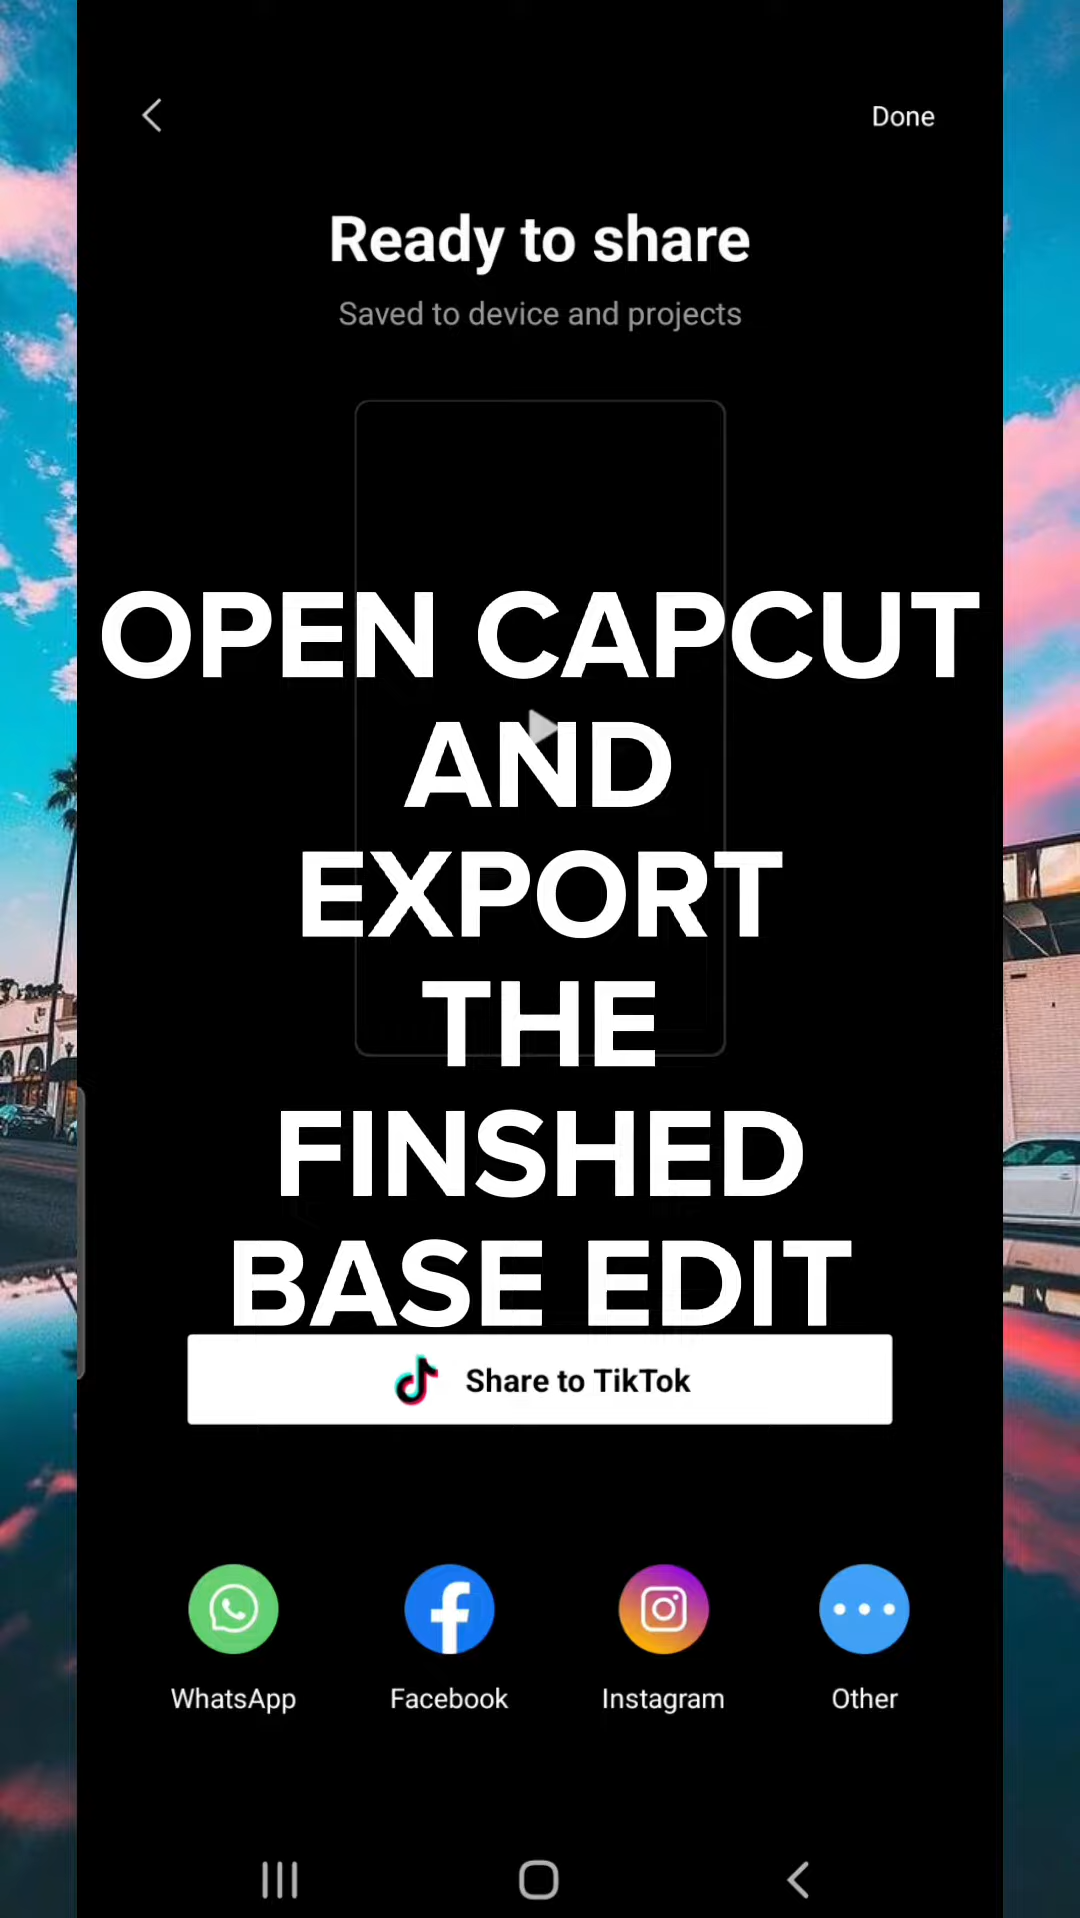 Done
Ready to share
Saved to device and projects
OPEN CAPCUT
AND
EXPORT
THE
FINSHED
BASE EDIT
Share to TikTok
WhatsApp
Facebook
Instagram
Other